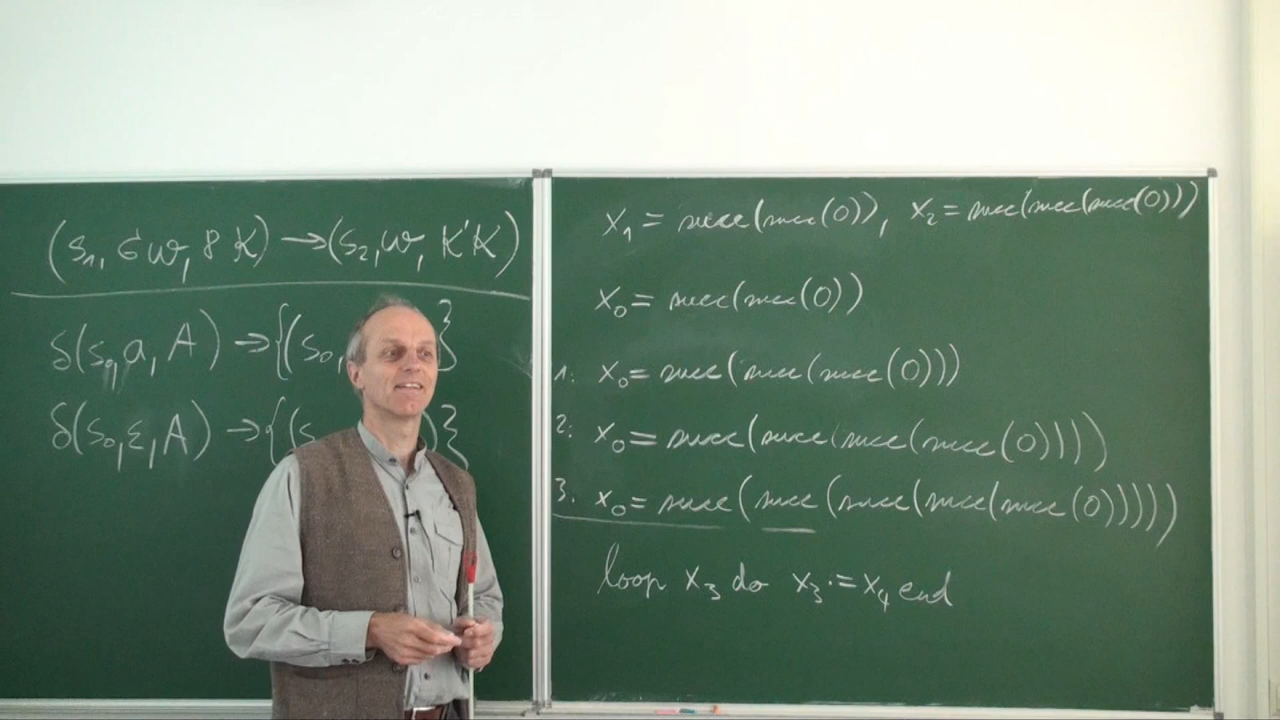 (s₁, σw, γK) → (s₂, w, K'K)
δ(s₀, a, A) → {(s₀, }
δ(s₀, ε, A) → {(s )}
x₁ = succ(succ(0)), x₂ = succ(succ(succ(0)))
x₀ = succ(succ(0))
1: x₀ = succ(succ(succ(0)))
2: x₀ = succ(succ(succ(succ(0))))
3. x₀ = succ(succ(succ(succ(succ(0)))))
loop x₃ do x₃ := x₄ end